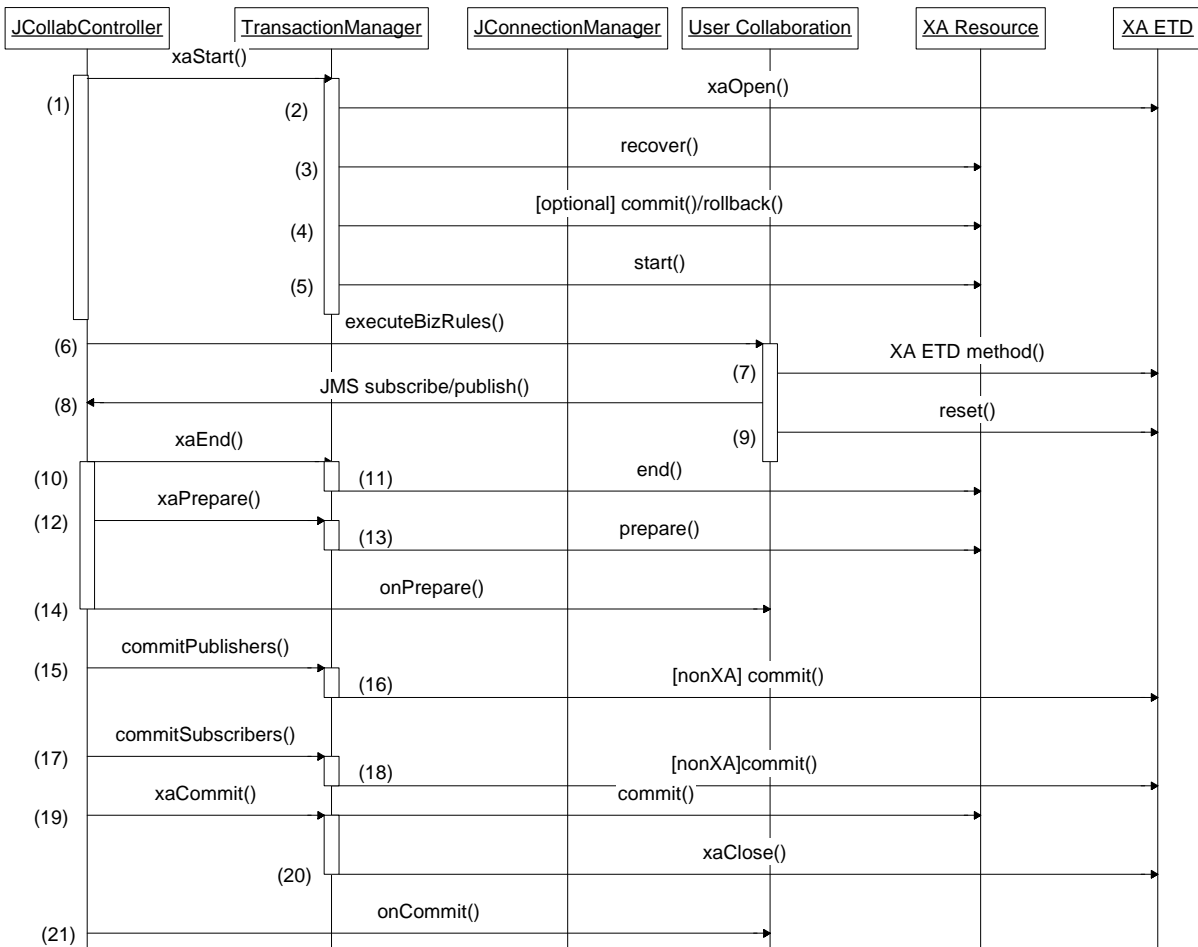 JCollabController TransactionManager JConnectionManager User Collaboration XA Resource XA ETD
xaStart()
(1) (2) xaOpen()
recover()
(3)
[optional] commit()/rollback()
(4)
start()
(5)
executeBizRules()
(6) XA ETD method()
(7)
JMS subscribe/publish()
(8) reset()
(9)
xaEnd()
(10) (11) end()
xaPrepare()
(12) (13) prepare()
onPrepare()
(14)
commitPublishers()
(15) (16) [nonXA] commit()
commitSubscribers()
(17) (18) [nonXA]commit()
xaCommit() commit()
(19)
xaClose()
(20)
onCommit()
(21)